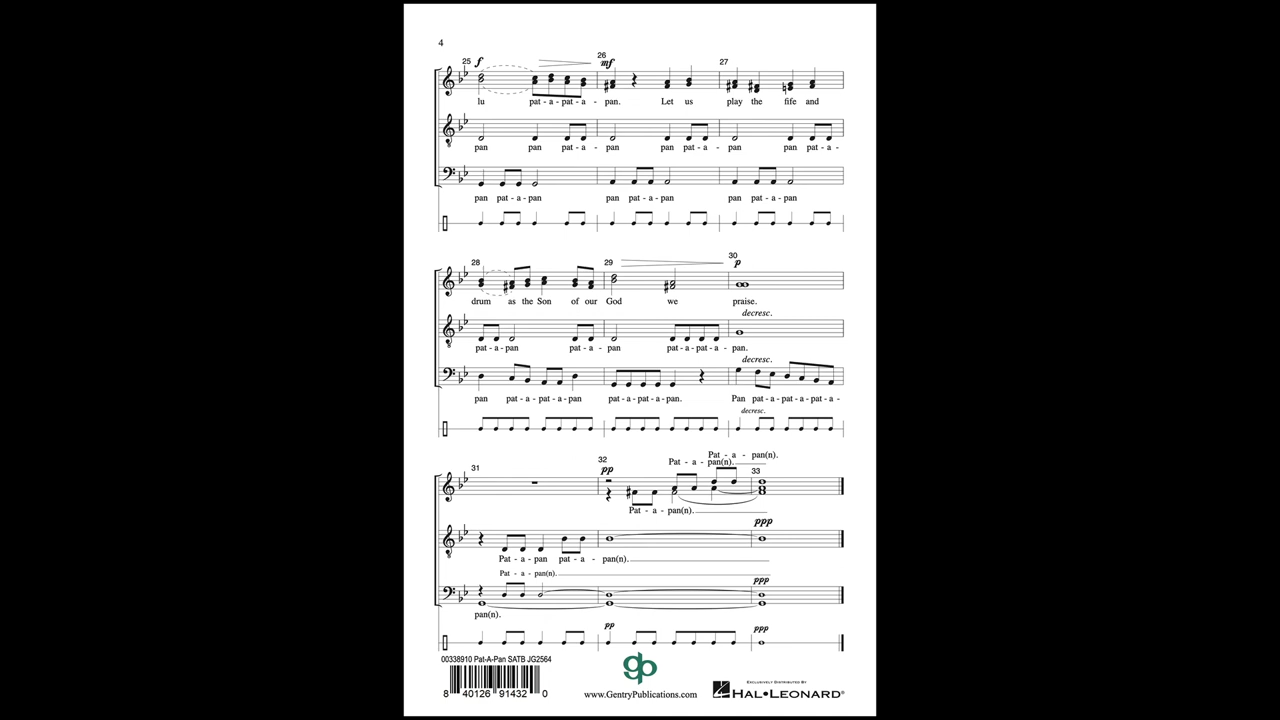 4
25 f 26 mf 27
lu pat - a - pat - a - pan. Let us play the fife and
pan pan pat - a - pan pan pat - a - pan pan pat - a -
pan pat - a - pan pan pat - a - pan pan pat - a - pan
28 29 30 p
drum as the Son of our God we praise.
decresc.
pat - a - pan pat - a - pan pat - a - pat - a - pan.
decresc.
pan pat - a - pat - a - pan pat - a - pat - a - pan. Pan pat - a - pat - a - pat - a -
decresc.
Pat - a - pan(n).
31 32 pp Pat - a - pan(n). 33
Pat - a - pan(n).
ppp
Pat - a - pan pat - a - pan(n).
Pat - a - pan(n).
ppp
pan(n).
pp ppp
00338910 Pat-A-Pan SATB JG2564
8 40126 91432 0
gp
www.GentryPublications.com
EXCLUSIVELY DISTRIBUTED BY
HAL•LEONARD®